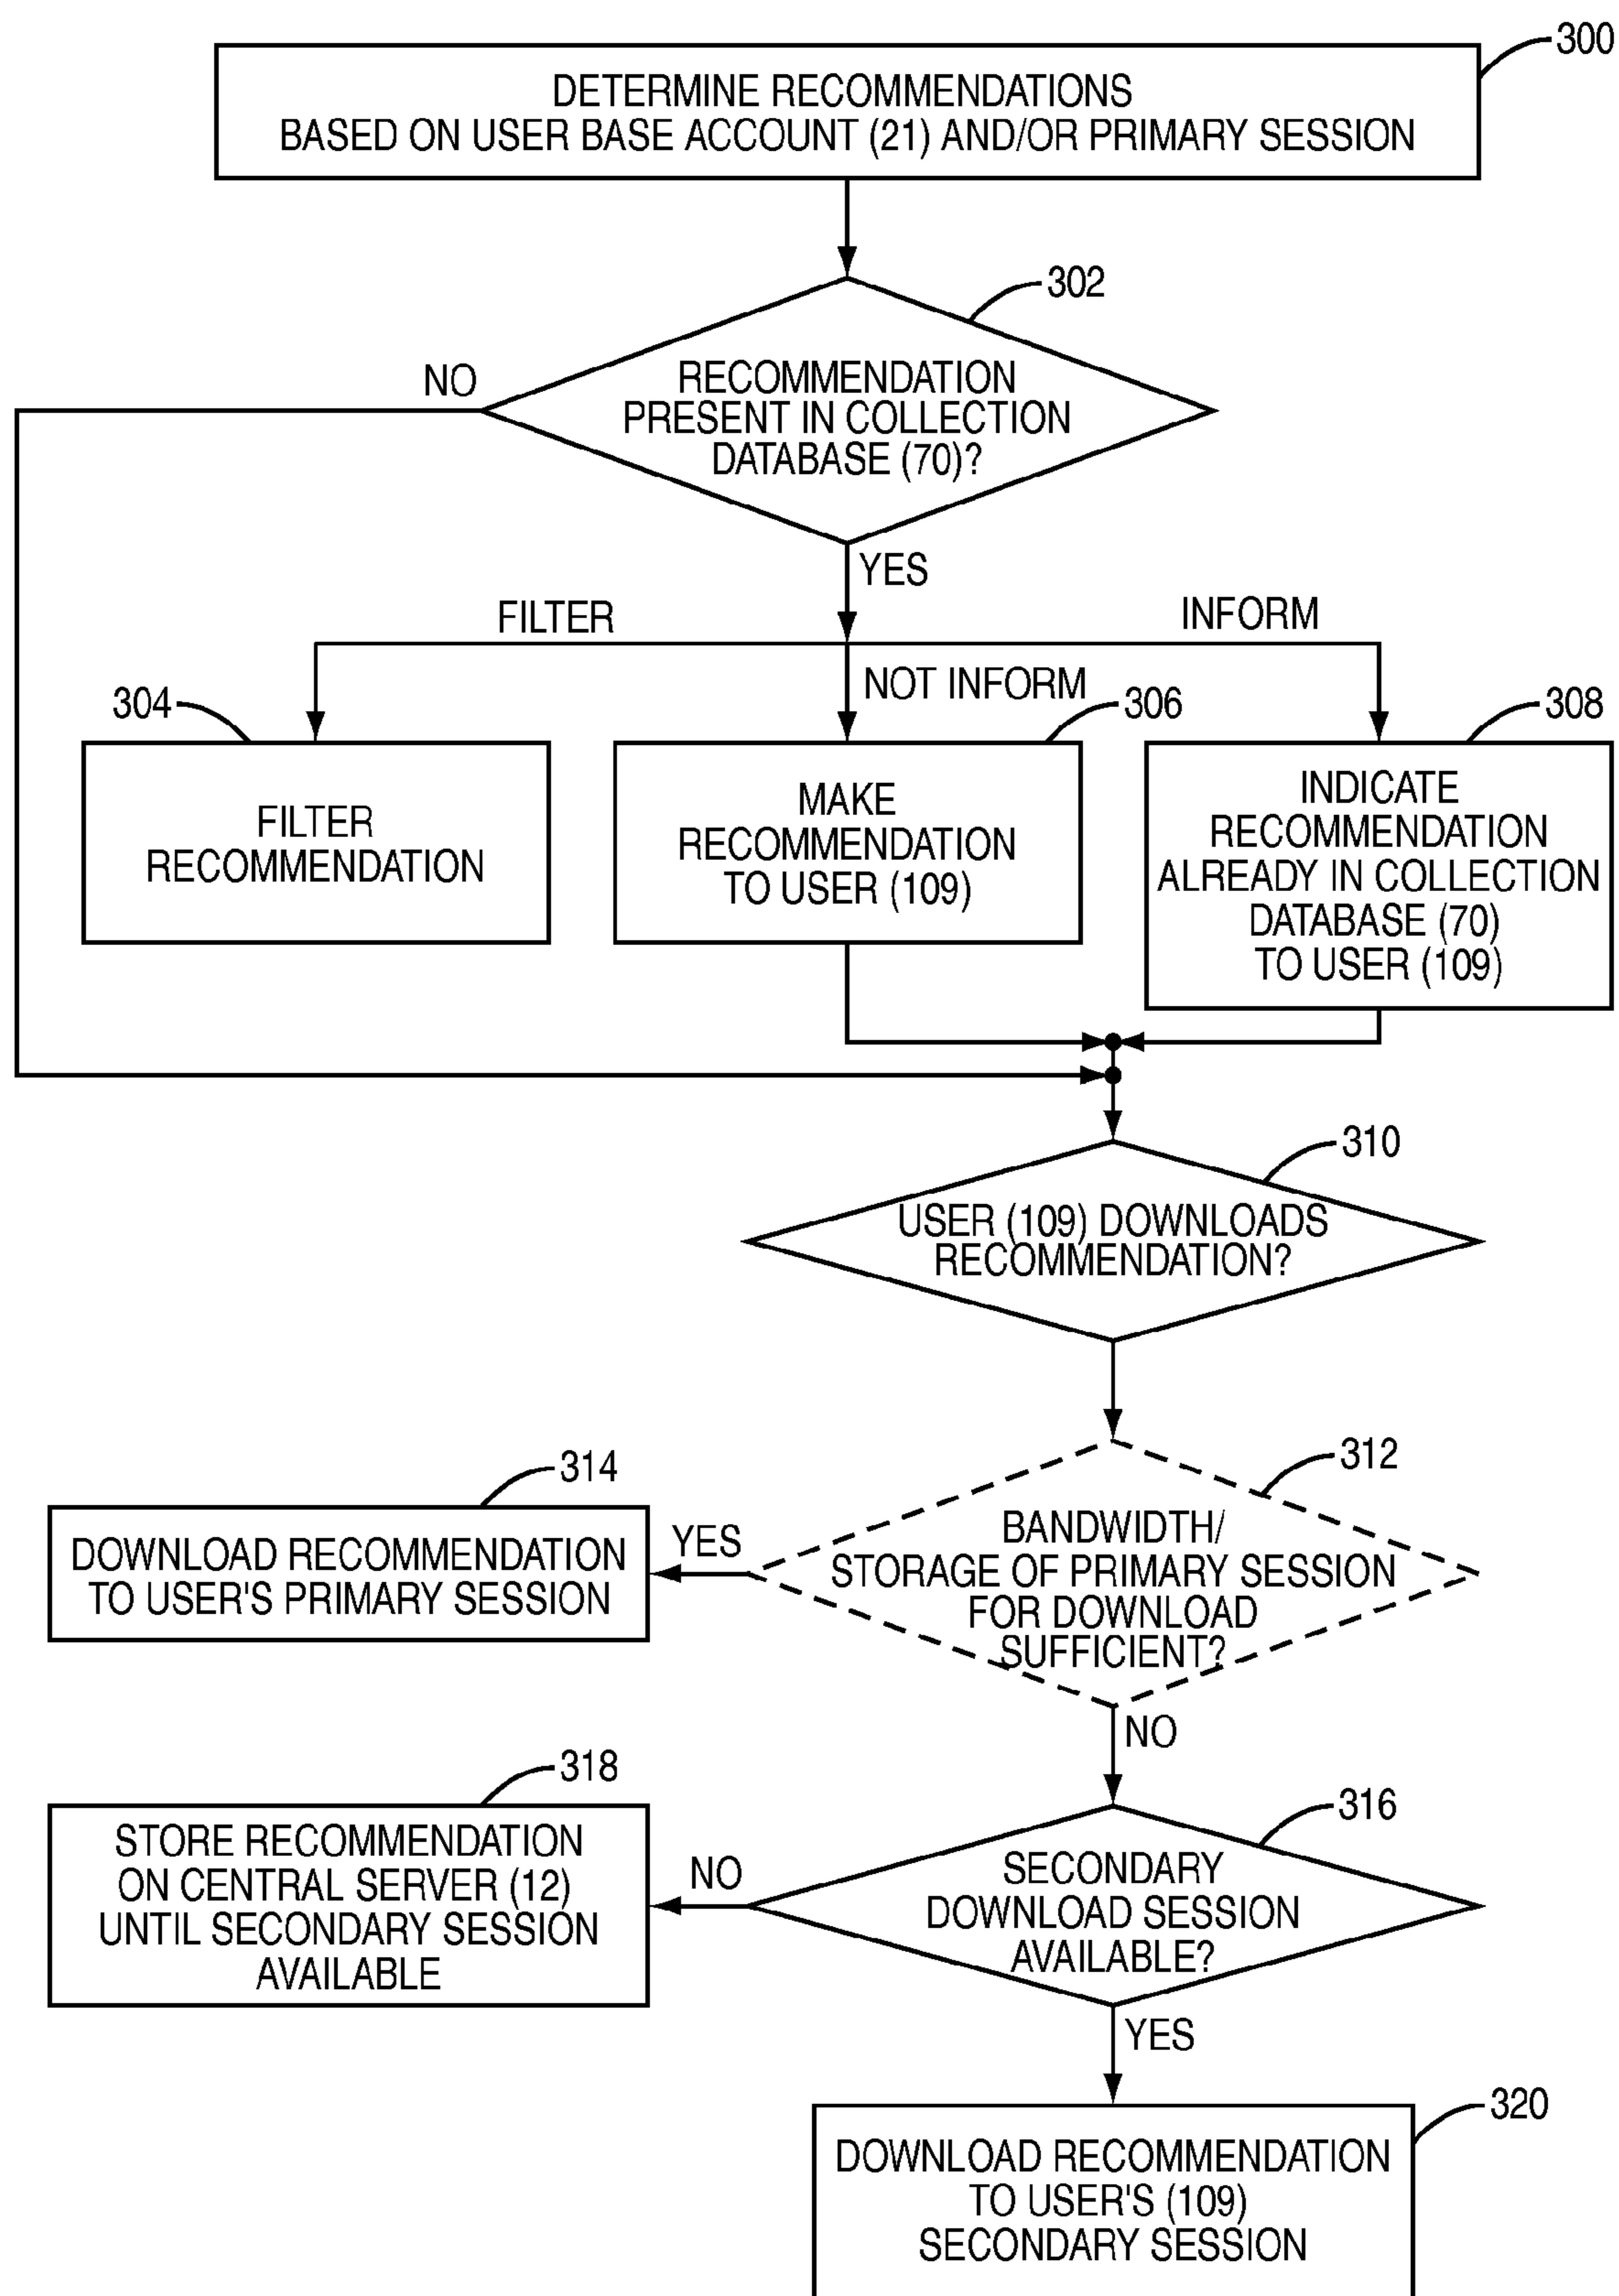 300
DETERMINE RECOMMENDATIONS
BASED ON USER BASE ACCOUNT (21) AND/OR PRIMARY SESSION
302
NO
RECOMMENDATION
PRESENT IN COLLECTION
DATABASE (70)?
YES
FILTER
INFORM
NOT INFORM
304
306
308
FILTER
RECOMMENDATION
MAKE
RECOMMENDATION
TO USER (109)
INDICATE
RECOMMENDATION
ALREADY IN COLLECTION
DATABASE (70)
TO USER (109)
310
USER (109) DOWNLOADS
RECOMMENDATION?
312
314
BANDWIDTH/
STORAGE OF PRIMARY SESSION
FOR DOWNLOAD
SUFFICIENT?
YES
DOWNLOAD RECOMMENDATION
TO USER'S PRIMARY SESSION
NO
318
316
STORE RECOMMENDATION
ON CENTRAL SERVER (12)
UNTIL SECONDARY SESSION
AVAILABLE
NO
SECONDARY
DOWNLOAD SESSION
AVAILABLE?
YES
320
DOWNLOAD RECOMMENDATION
TO USER'S (109)
SECONDARY SESSION